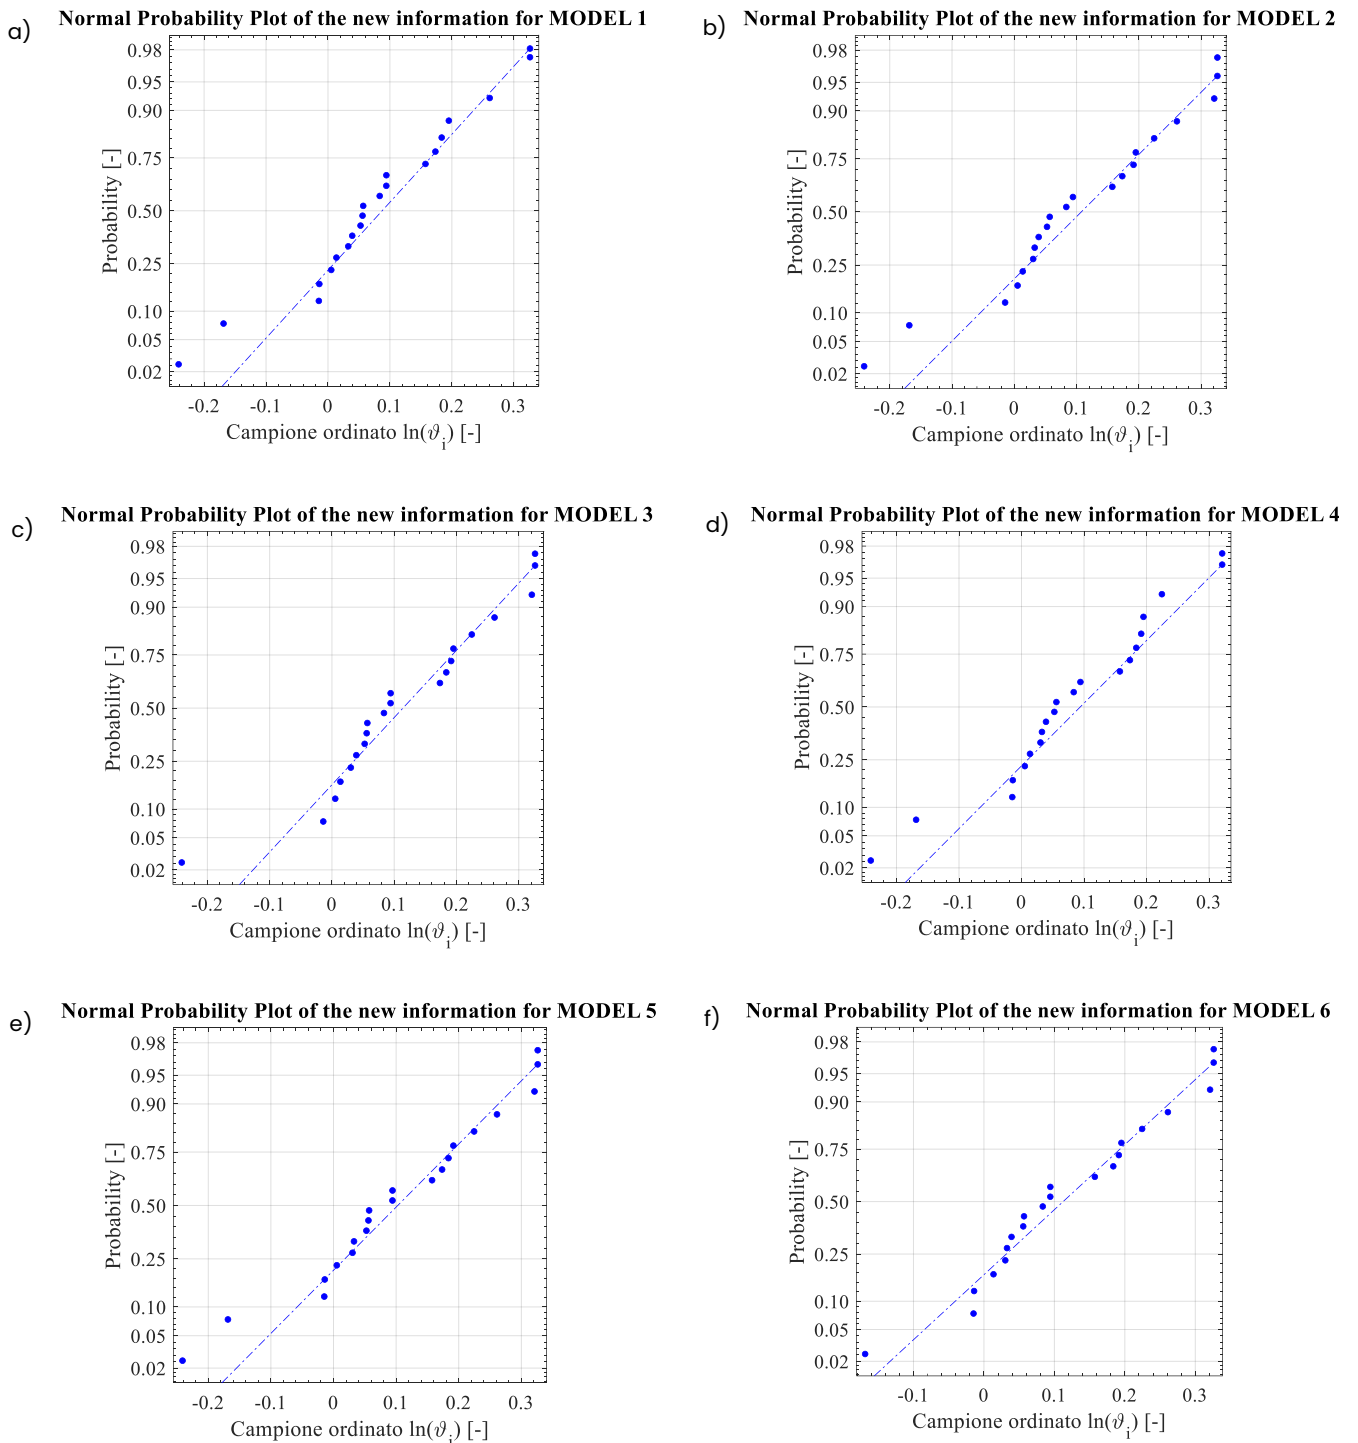 a)
Normal Probability Plot of the new information for MODEL 1
0.98
0.95
0.90
0.75
0.50
0.25
0.10
0.05
0.02
Probability [-]
-0.2 -0.1 0 0.1 0.2 0.3
Campione ordinato ln(ϑi) [-]
b)
Normal Probability Plot of the new information for MODEL 2
0.98
0.95
0.90
0.75
0.50
0.25
0.10
0.05
0.02
Probability [-]
-0.2 -0.1 0 0.1 0.2 0.3
Campione ordinato ln(ϑi) [-]
c)
Normal Probability Plot of the new information for MODEL 3
0.98
0.95
0.90
0.75
0.50
0.25
0.10
0.05
0.02
Probability [-]
-0.2 -0.1 0 0.1 0.2 0.3
Campione ordinato ln(ϑi) [-]
d)
Normal Probability Plot of the new information for MODEL 4
0.98
0.95
0.90
0.75
0.50
0.25
0.10
0.05
0.02
Probability [-]
-0.2 -0.1 0 0.1 0.2 0.3
Campione ordinato ln(ϑi) [-]
e)
Normal Probability Plot of the new information for MODEL 5
0.98
0.95
0.90
0.75
0.50
0.25
0.10
0.05
0.02
Probability [-]
-0.2 -0.1 0 0.1 0.2 0.3
Campione ordinato ln(ϑi) [-]
f)
Normal Probability Plot of the new information for MODEL 6
0.98
0.95
0.90
0.75
0.50
0.25
0.10
0.05
0.02
Probability [-]
-0.1 0 0.1 0.2 0.3
Campione ordinato ln(ϑi) [-]